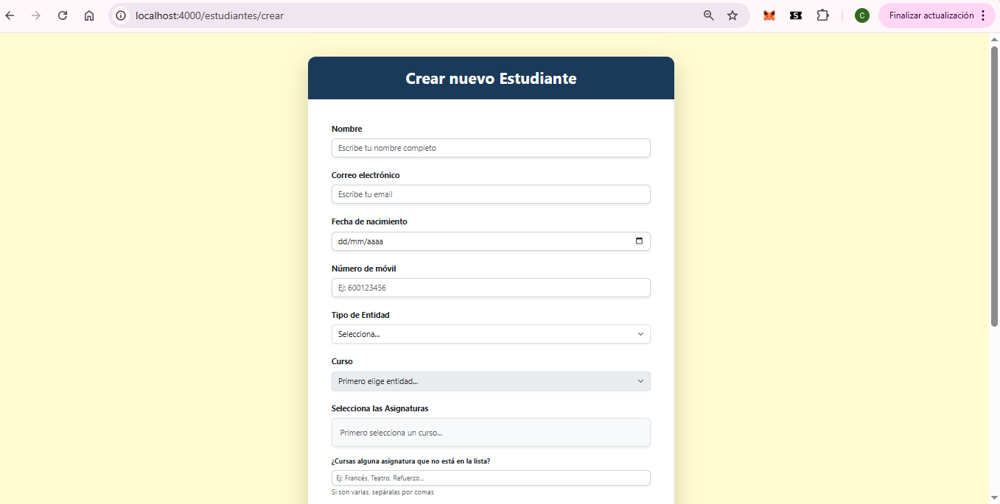 localhost:4000/estudiantes/crear
S
C
Finalizar actualización
Crear nuevo Estudiante
Nombre
Escribe tu nombre completo
Correo electrónico
Escribe tu email
Fecha de nacimiento
dd/mm/aaaa
Número de móvil
Ej: 600123456
Tipo de Entidad
Selecciona...
Curso
Primero elige entidad...
Selecciona las Asignaturas
Primero selecciona un curso...
¿Cursas alguna asignatura que no está en la lista?
Ej: Francés, Teatro, Refuerzo...
Si son varias, sepáralas por comas